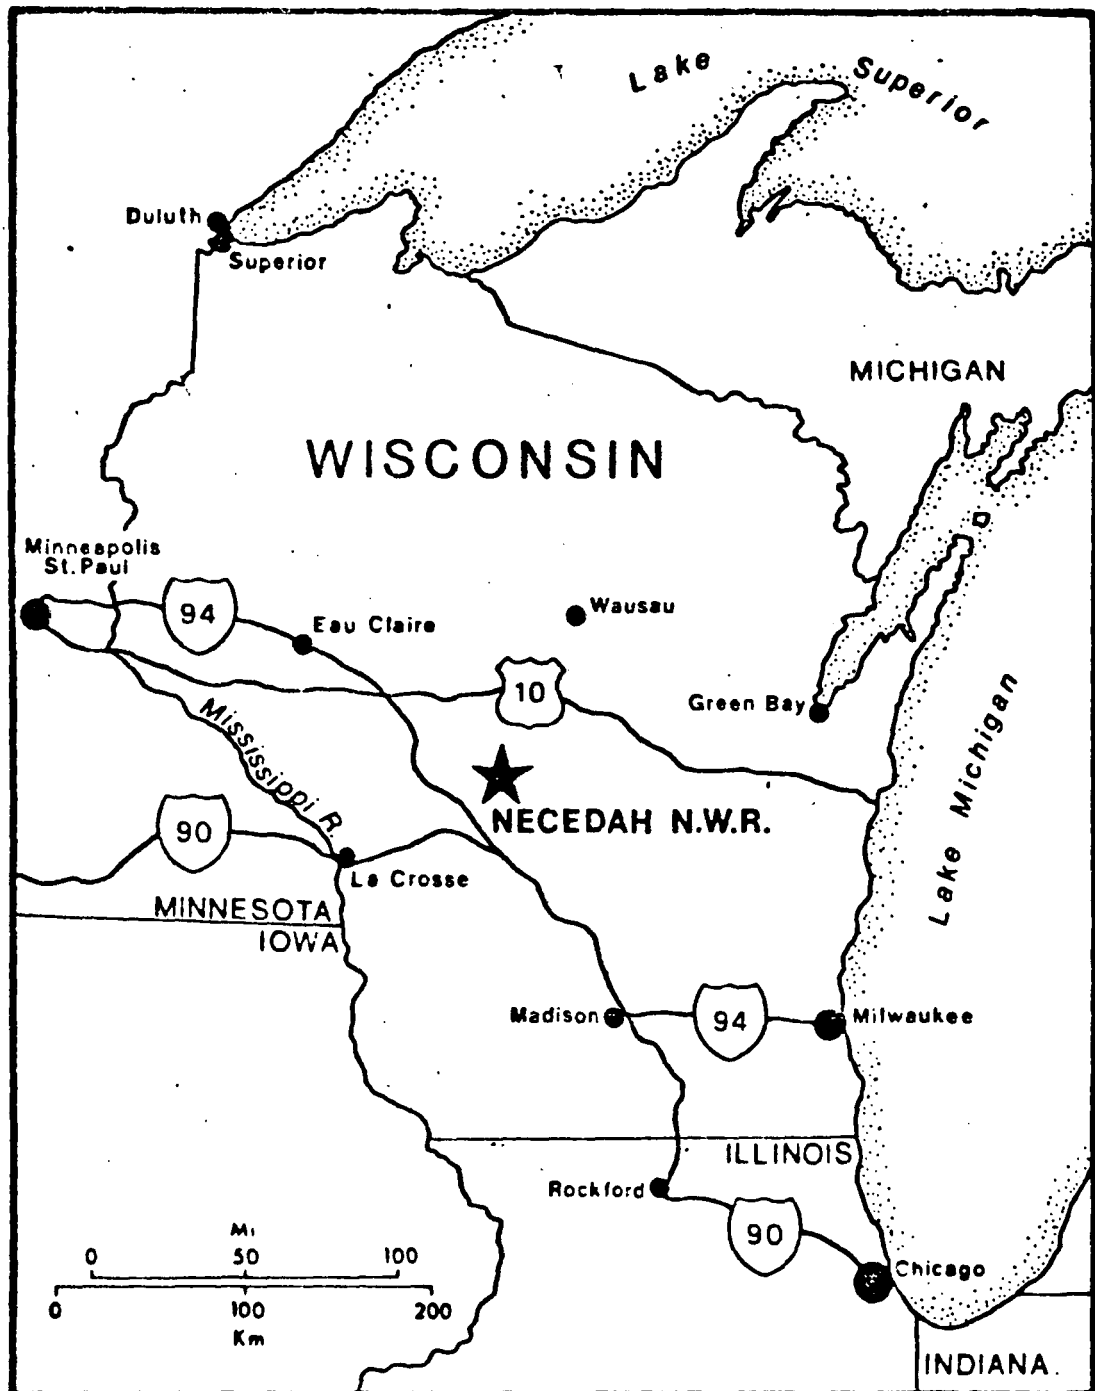 Lake Superior
Duluth
Superior
MICHIGAN
WISCONSIN
Minneapolis
St. Paul
94
Eau Claire
Wausau
10
Green Bay
Mississippi R.
Lake Michigan
NECEDAH N.W.R.
90
La Crosse
MINNESOTA
IOWA
Madison
94
Milwaukee
ILLINOIS
Rockford
90
Chicago
Mi
0 50 100
0 100 200
Km
INDIANA